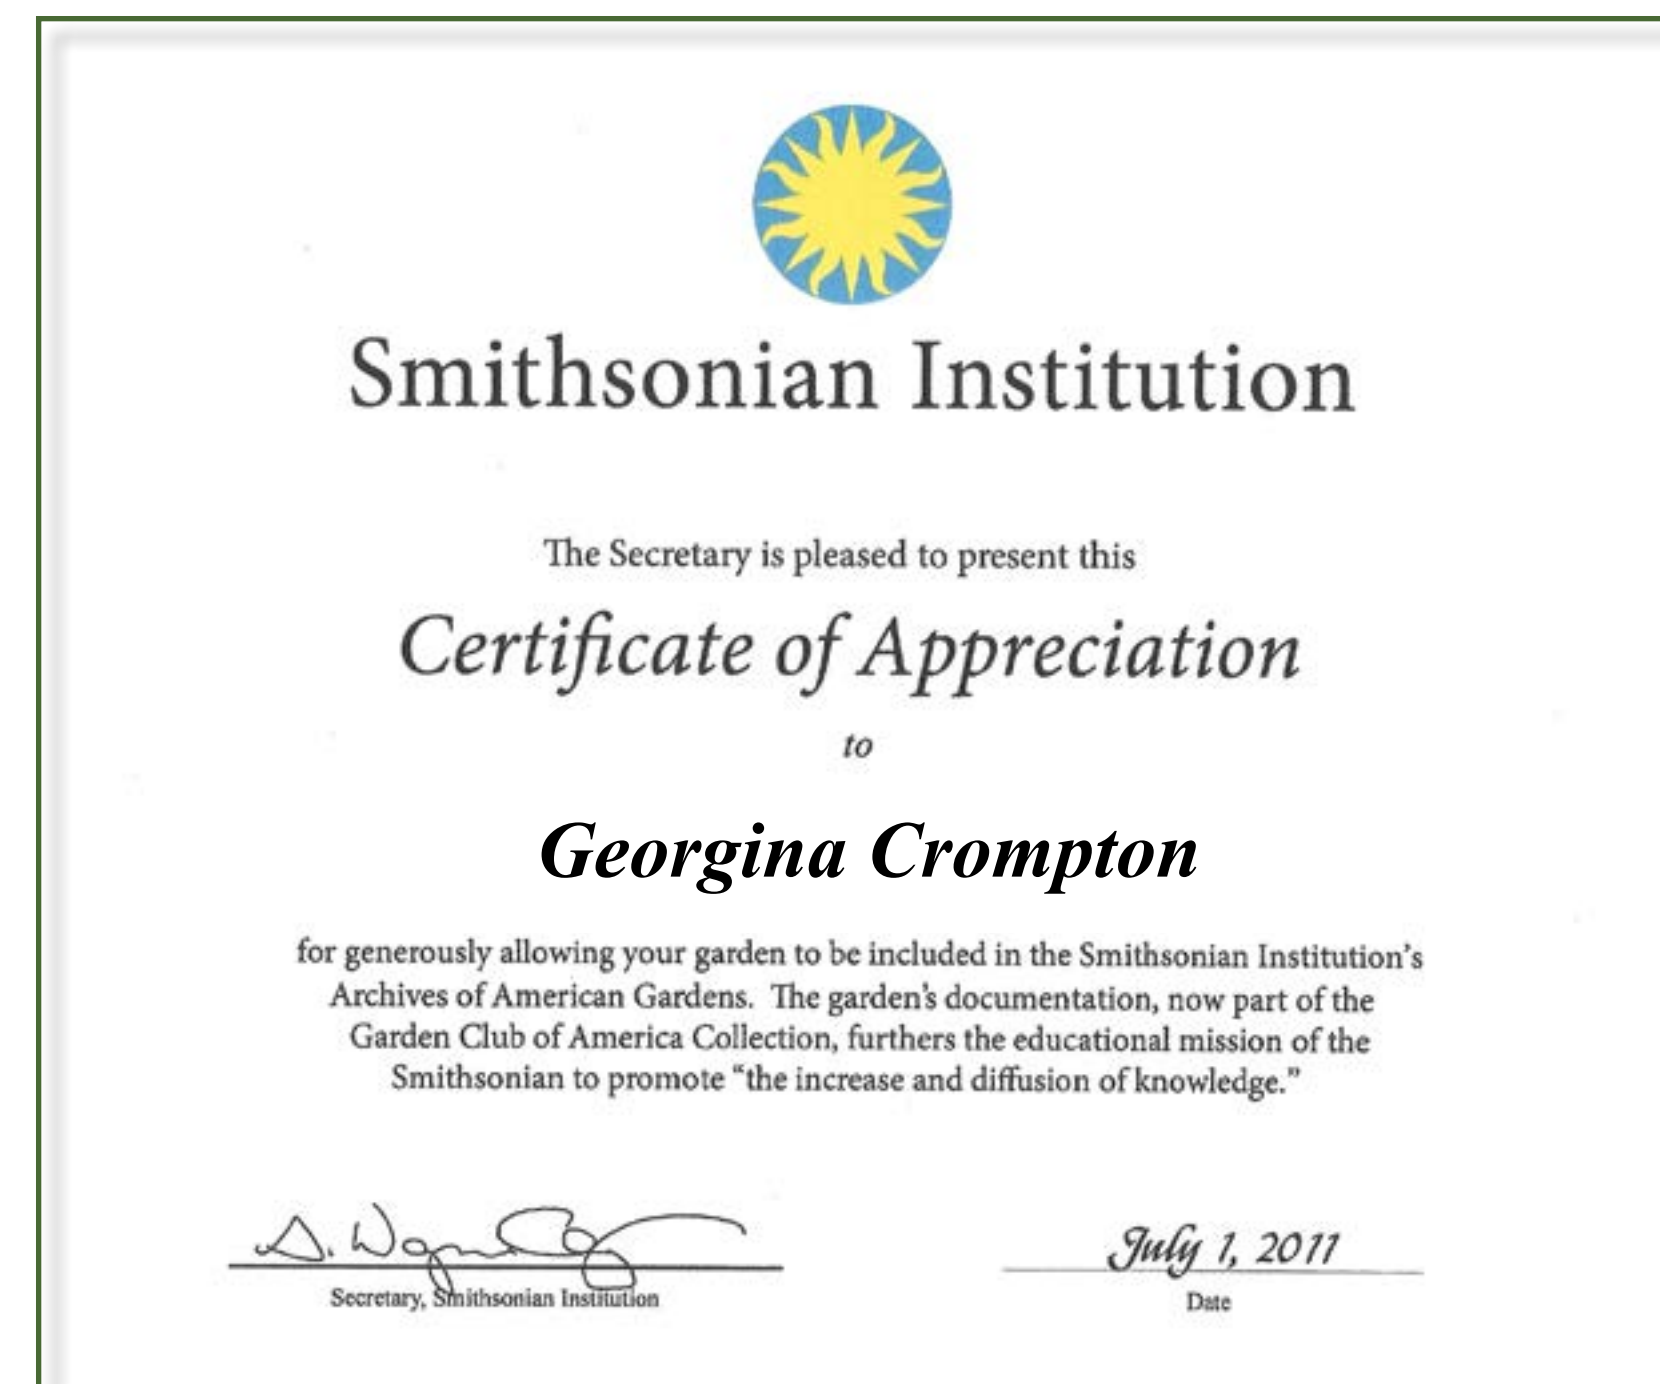 Smithsonian Institution
The Secretary is pleased to present this
Certificate of Appreciation
to
Georgina Crompton
for generously allowing your garden to be included in the Smithsonian Institution's
Archives of American Gardens. The garden's documentation, now part of the
Garden Club of America Collection, furthers the educational mission of the
Smithsonian to promote “the increase and diffusion of knowledge.”
Secretary, Smithsonian Institution
July 1, 2011
Date